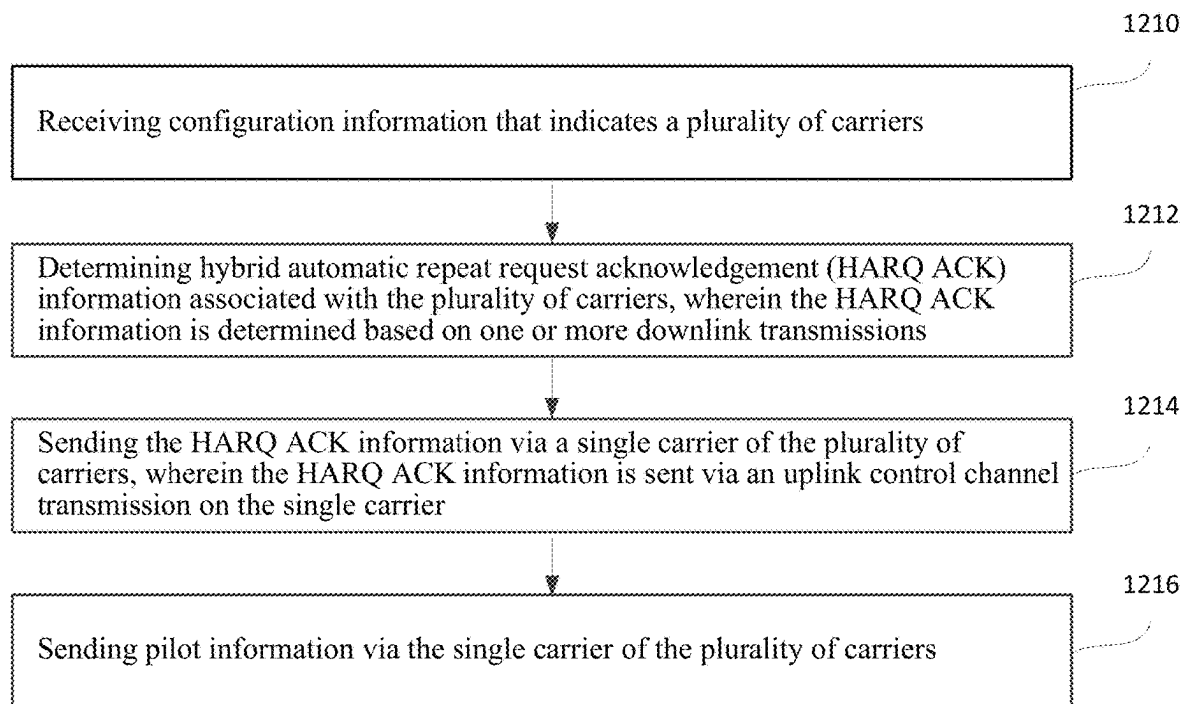 1210
Receiving configuration information that indicates a plurality of carriers
1212
Determining hybrid automatic repeat request acknowledgement (HARQ ACK)
information associated with the plurality of carriers, wherein the HARQ ACK
information is determined based on one or more downlink transmissions
1214
Sending the HARQ ACK information via a single carrier of the plurality of
carriers, wherein the HARQ ACK information is sent via an uplink control channel
transmission on the single carrier
1216
Sending pilot information via the single carrier of the plurality of carriers